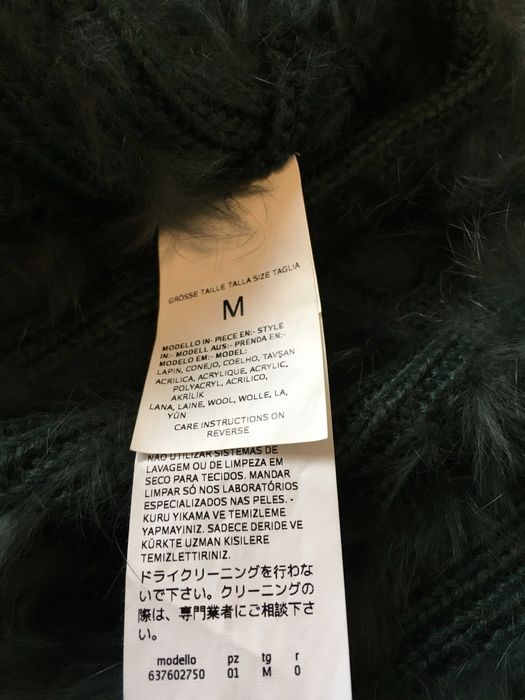 GRÖSSE TAILLE TALLA SIZE TAGLIA
M
MODELLO IN- PIECE EN:- STYLE
IN:- MODELL AUS:- PRENDA EN:-
MODELO EM:- MODEL:
LAPIN, CONEJO, COELHO, TAVŞAN
ACRILICA, ACRYLIQUE, ACRYLIC,
POLYACRYL, ACRILICO,
AKRİLİK
LANA, LAINE, WOOL, WOLLE, LA,
YÜN
CARE INSTRUCTIONS ON
REVERSE
NÃO UTILIZAR SISTEMAS DE
LAVAGEM OU DE LIMPEZA EM
SECO PARA TECIDOS. MANDAR
LIMPAR SÓ NOS LABORATÓRIOS
ESPECIALIZADOS NAS PELES. -
KURU YIKAMA VE TEMIZLEME
YAPMAYINIZ. SADECE DERIDE VE
KÜRKTE UZMAN KISILERE
TEMIZLETTIRINIZ.
ドライクリーニングを行わな
いで下さい。クリーニングの
際は、専門業者にご相談下さ
い。
modello pz tg r
637602750 01 M 0